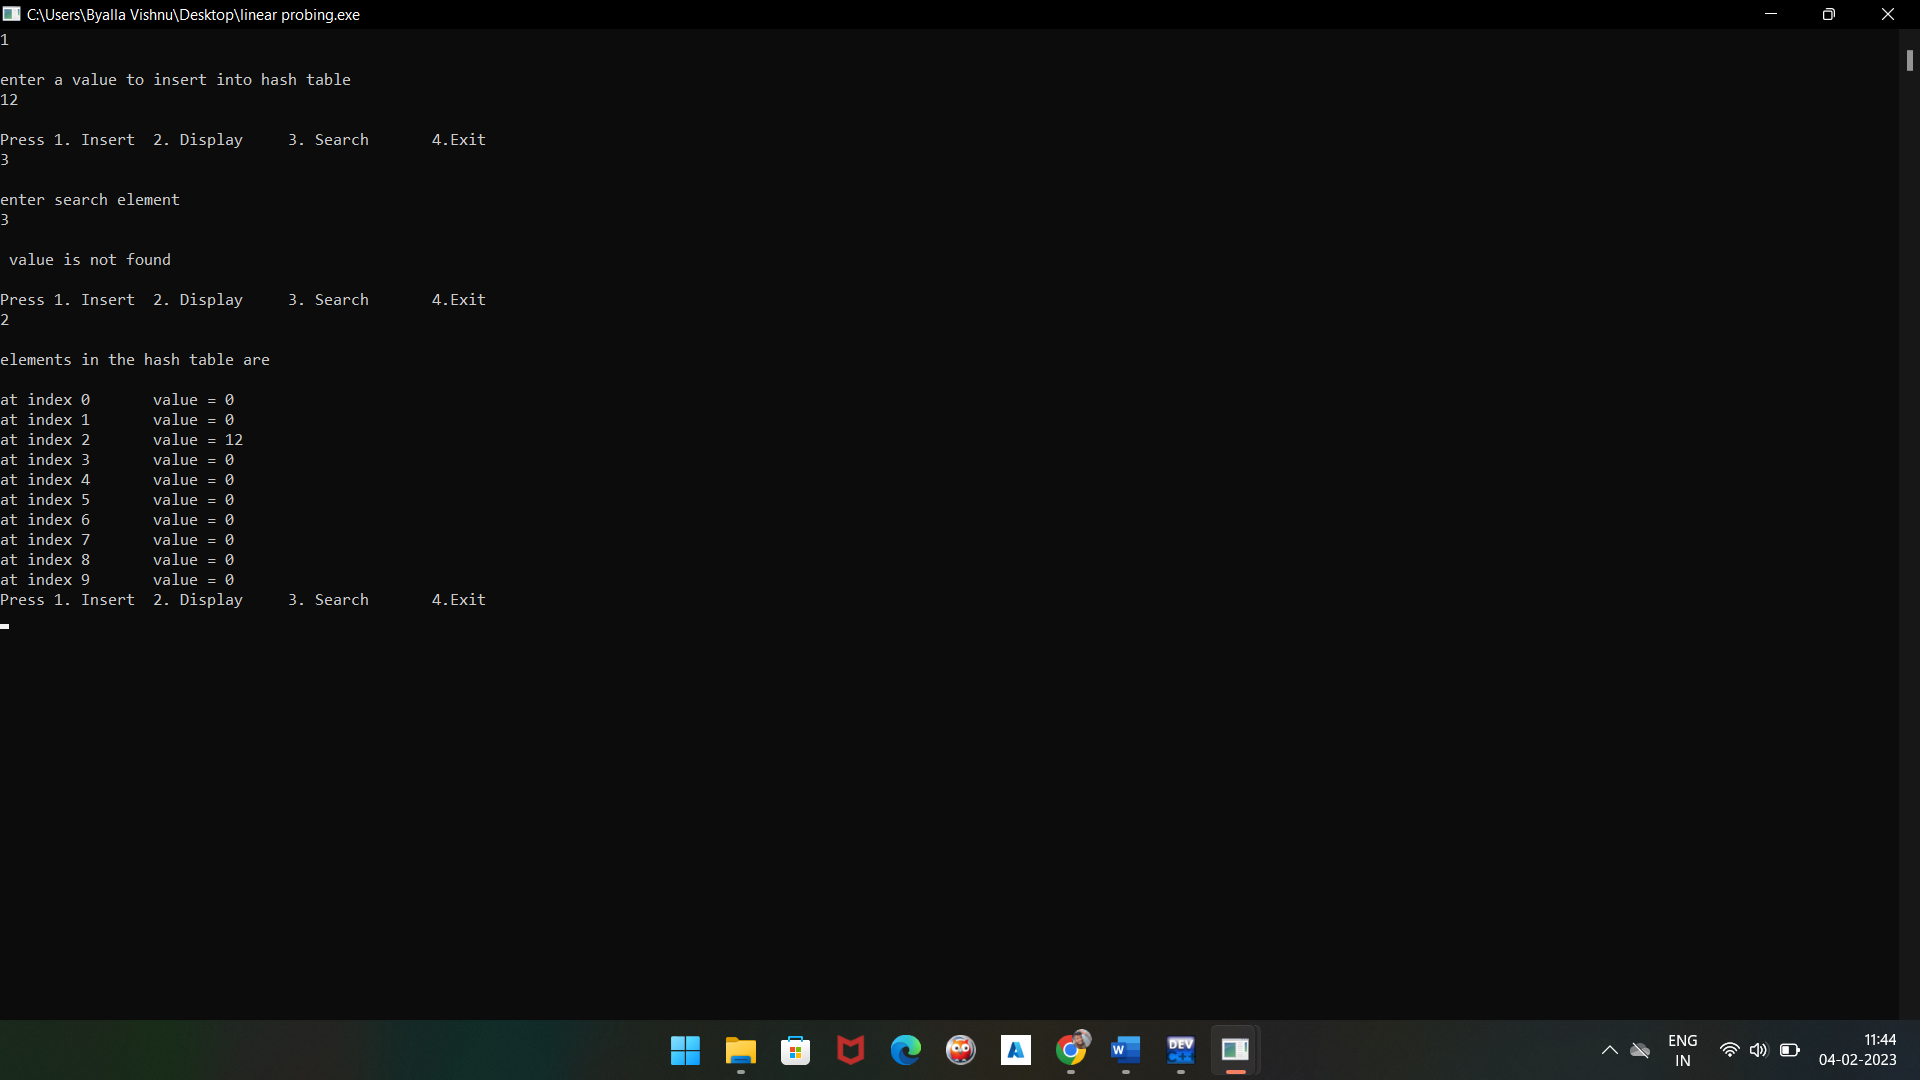 C:\Users\Byalla Vishnu\Desktop\linear probing.exe
1
enter a value to insert into hash table
12
Press 1. Insert 2. Display 3. Search 4.Exit
3
enter search element
3
value is not found
Press 1. Insert 2. Display 3. Search 4.Exit
2
elements in the hash table are
at index 0 value = 0
at index 1 value = 0
at index 2 value = 12
at index 3 value = 0
at index 4 value = 0
at index 5 value = 0
at index 6 value = 0
at index 7 value = 0
at index 8 value = 0
at index 9 value = 0
Press 1. Insert 2. Display 3. Search 4.Exit
W
DEV
C++
ENG
IN
11:44
04-02-2023